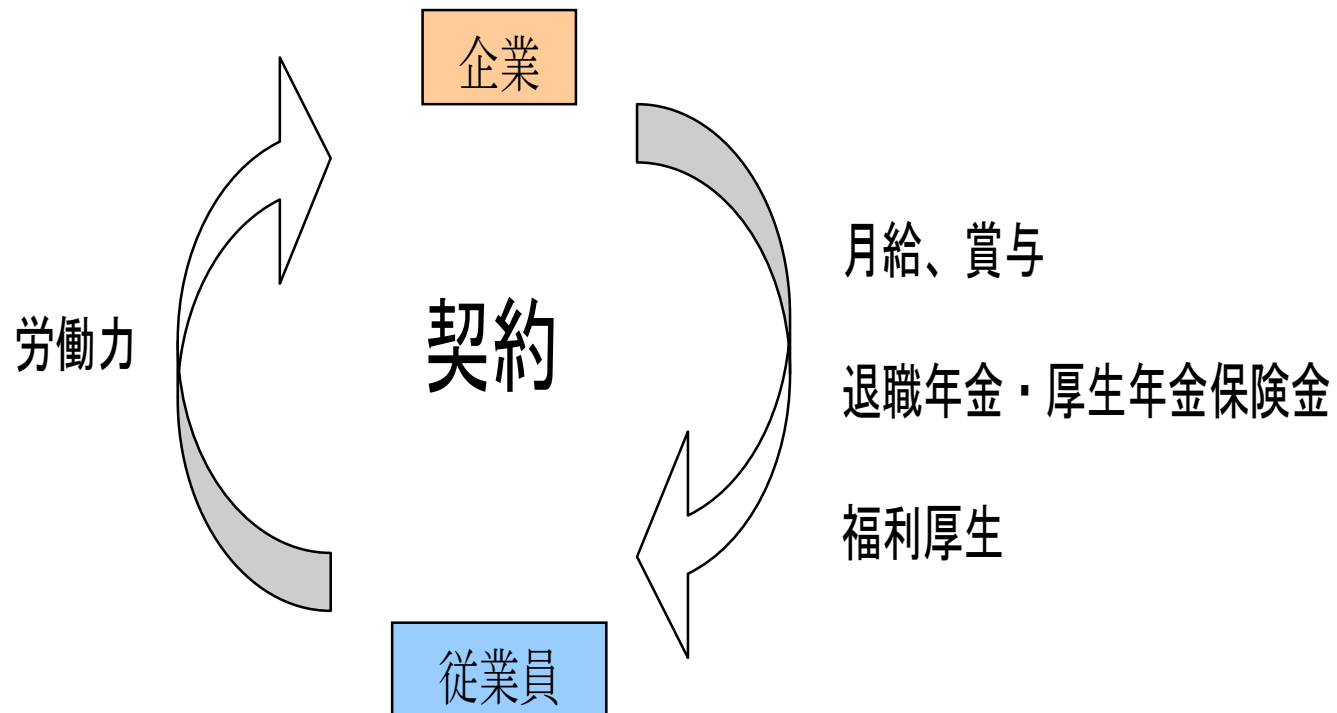 企業
月給、賞与
労働力
契約
退職年金・厚生年金保険金
福利厚生
従業員